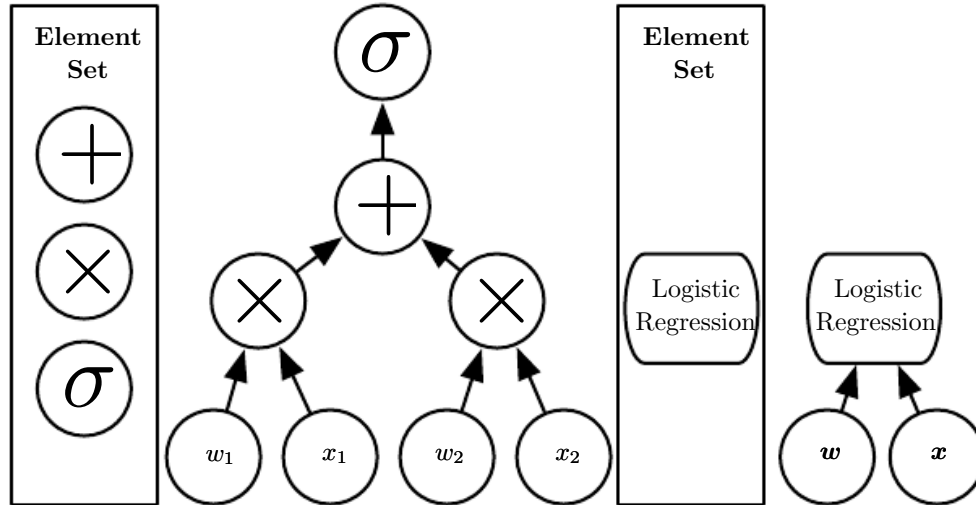 Element
Set
+
×
σ
σ
+
×
×
w₁
x₁
w₂
x₂
Element
Set
Logistic
Regression
Logistic
Regression
w
x